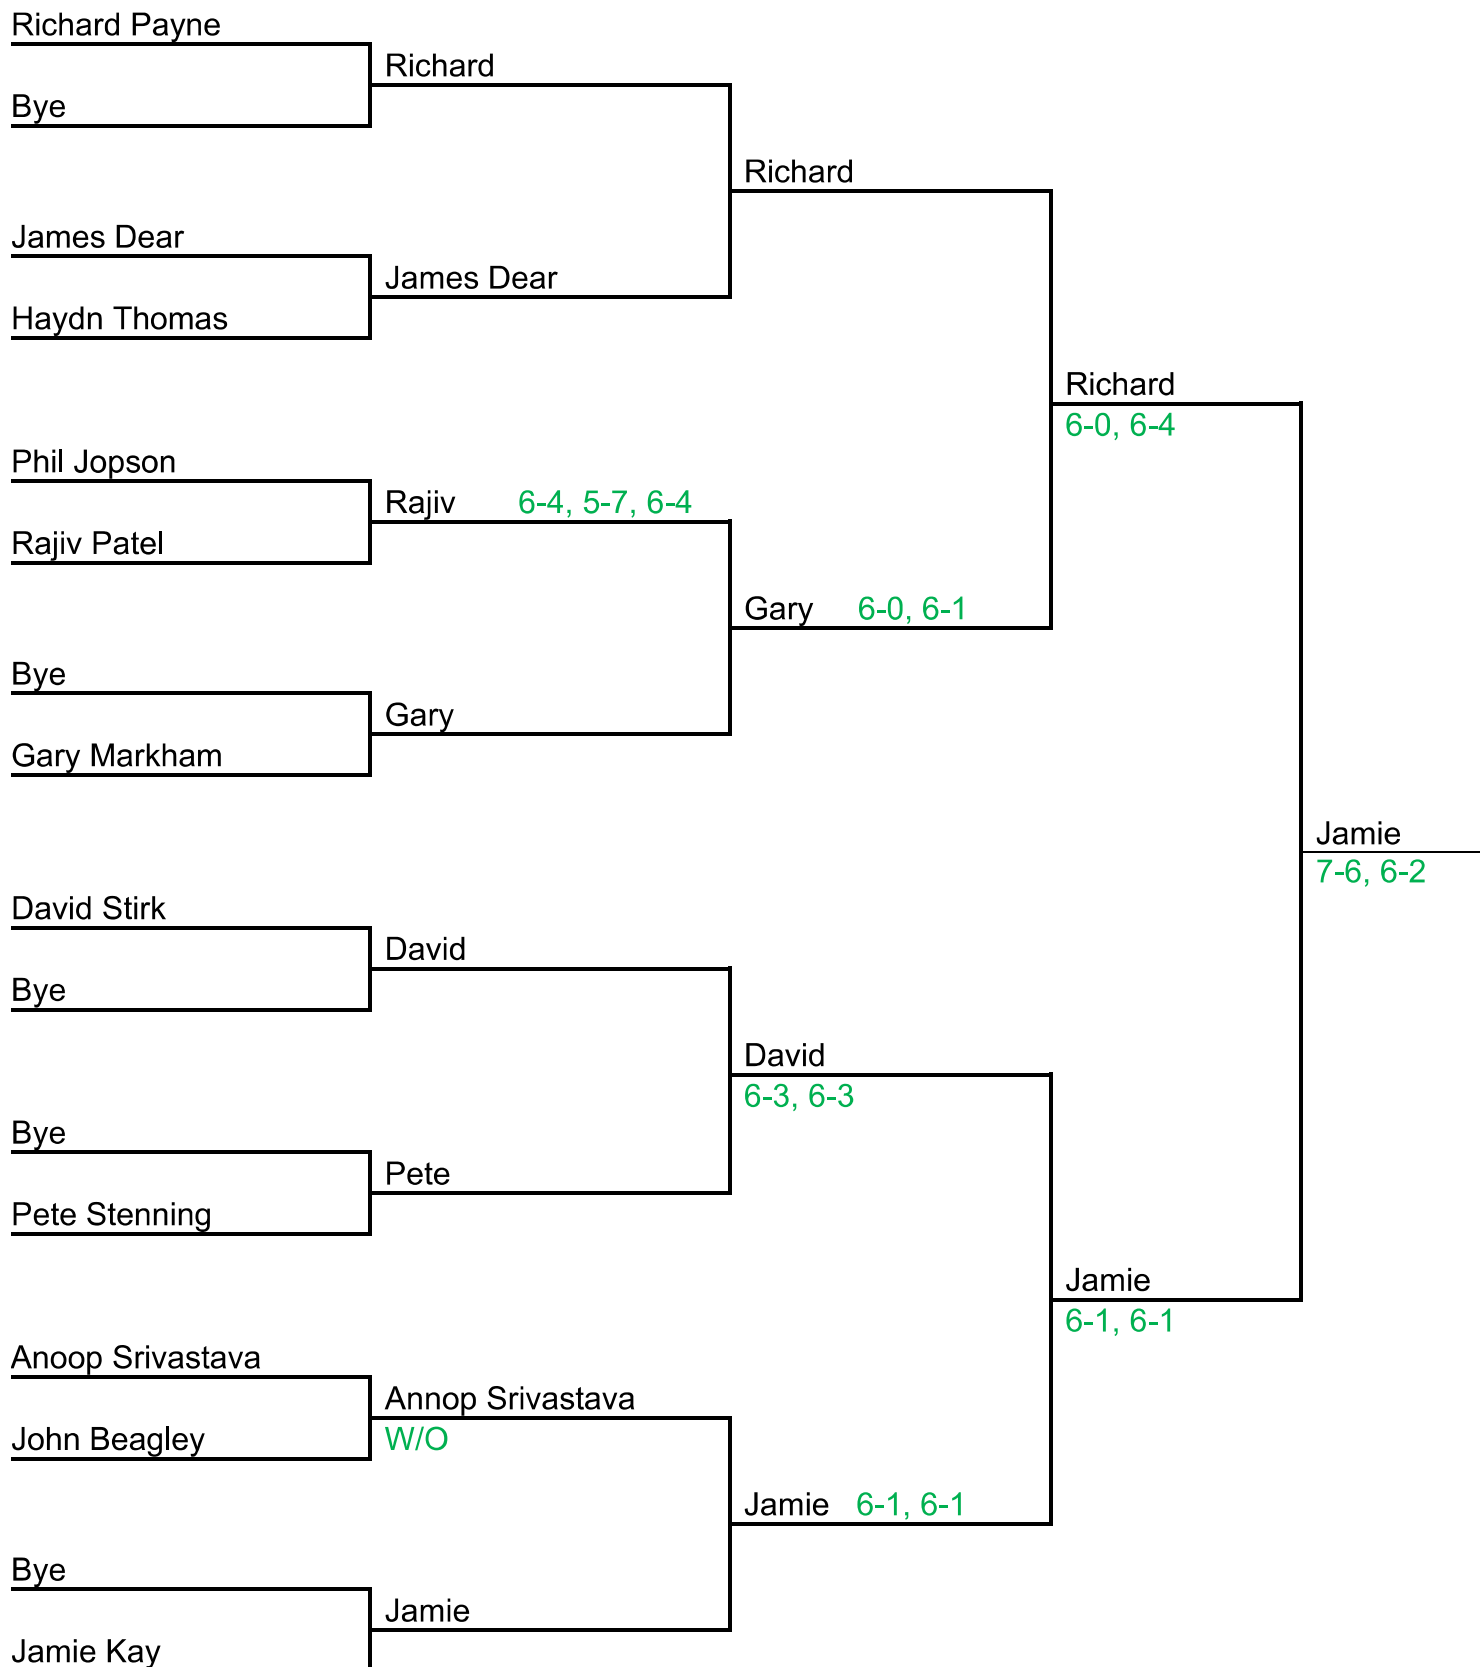 Richard Payne
Richard
Bye
Richard
James Dear
James Dear
Haydn Thomas
Richard
6-0, 6-4
Phil Jopson
Rajiv 6-4, 5-7, 6-4
Rajiv Patel
Gary 6-0, 6-1
Bye
Gary
Gary Markham
Jamie
7-6, 6-2
David Stirk
David
Bye
David
6-3, 6-3
Bye
Pete
Pete Stenning
Jamie
6-1, 6-1
Anoop Srivastava
Annop Srivastava
John Beagley
W/O
Jamie 6-1, 6-1
Bye
Jamie
Jamie Kay